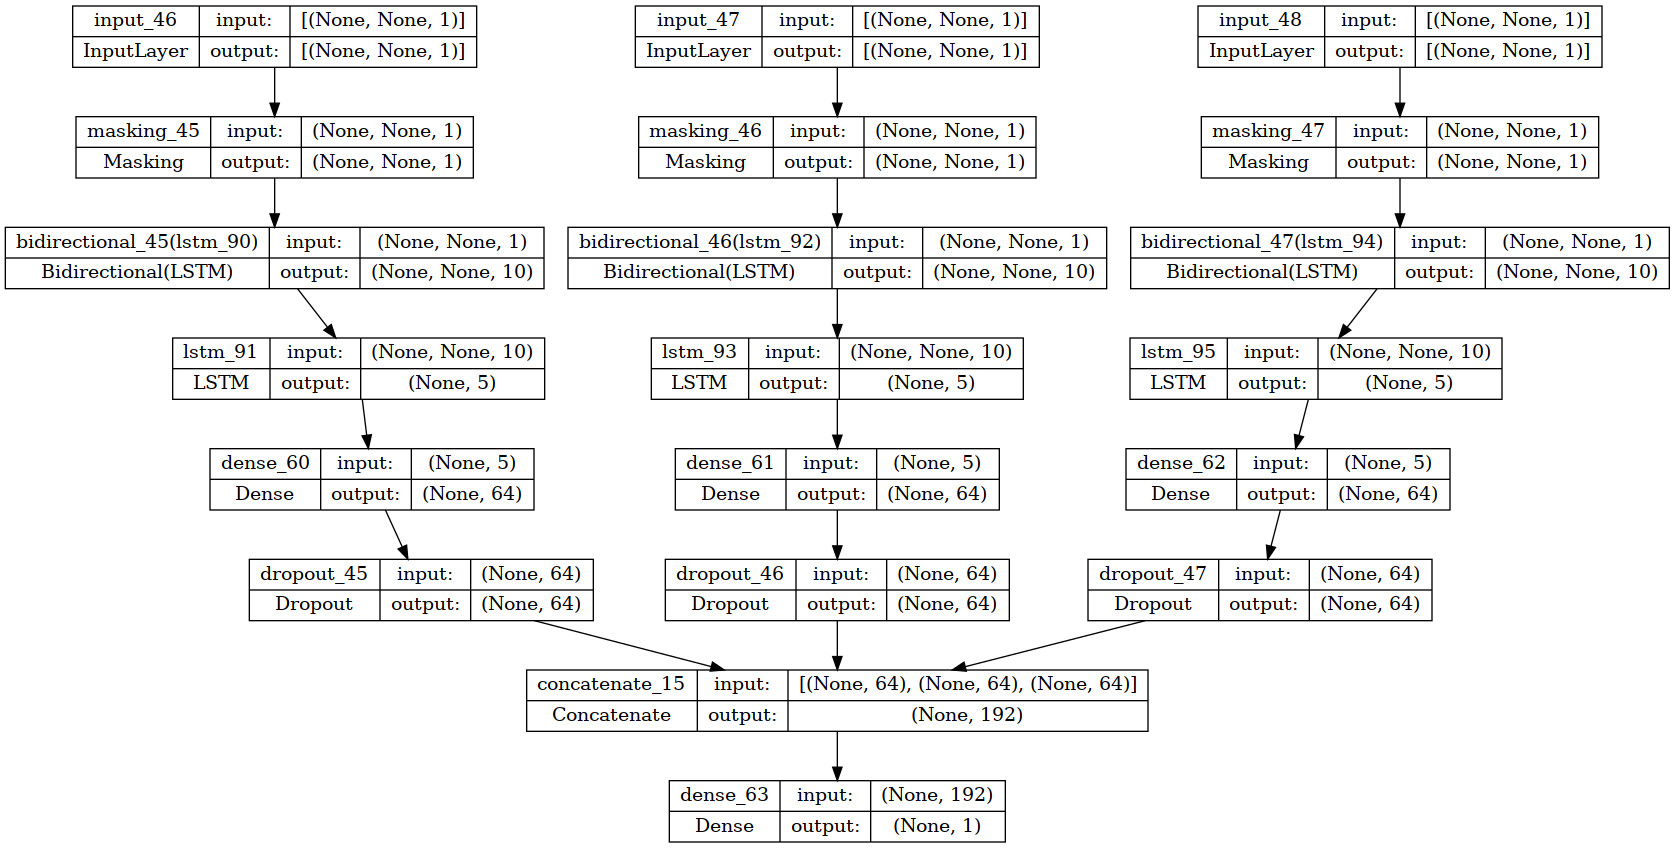 input_46 input: [(None, None, 1)] input_47 input: [(None, None, 1)] input_48 input: [(None, None, 1)]
InputLayer output: [(None, None, 1)] InputLayer output: [(None, None, 1)] InputLayer output: [(None, None, 1)]
masking_45 input: (None, None, 1) masking_46 input: (None, None, 1) masking_47 input: (None, None, 1)
Masking output: (None, None, 1) Masking output: (None, None, 1) Masking output: (None, None, 1)
bidirectional_45(lstm_90) input: (None, None, 1) bidirectional_46(lstm_92) input: (None, None, 1) bidirectional_47(lstm_94) input: (None, None, 1)
Bidirectional(LSTM) output: (None, None, 10) Bidirectional(LSTM) output: (None, None, 10) Bidirectional(LSTM) output: (None, None, 10)
lstm_91 input: (None, None, 10) lstm_93 input: (None, None, 10) lstm_95 input: (None, None, 10)
LSTM output: (None, 5) LSTM output: (None, 5) LSTM output: (None, 5)
dense_60 input: (None, 5) dense_61 input: (None, 5) dense_62 input: (None, 5)
Dense output: (None, 64) Dense output: (None, 64) Dense output: (None, 64)
dropout_45 input: (None, 64) dropout_46 input: (None, 64) dropout_47 input: (None, 64)
Dropout output: (None, 64) Dropout output: (None, 64) Dropout output: (None, 64)
concatenate_15 input: [(None, 64), (None, 64), (None, 64)]
Concatenate output: (None, 192)
dense_63 input: (None, 192)
Dense output: (None, 1)